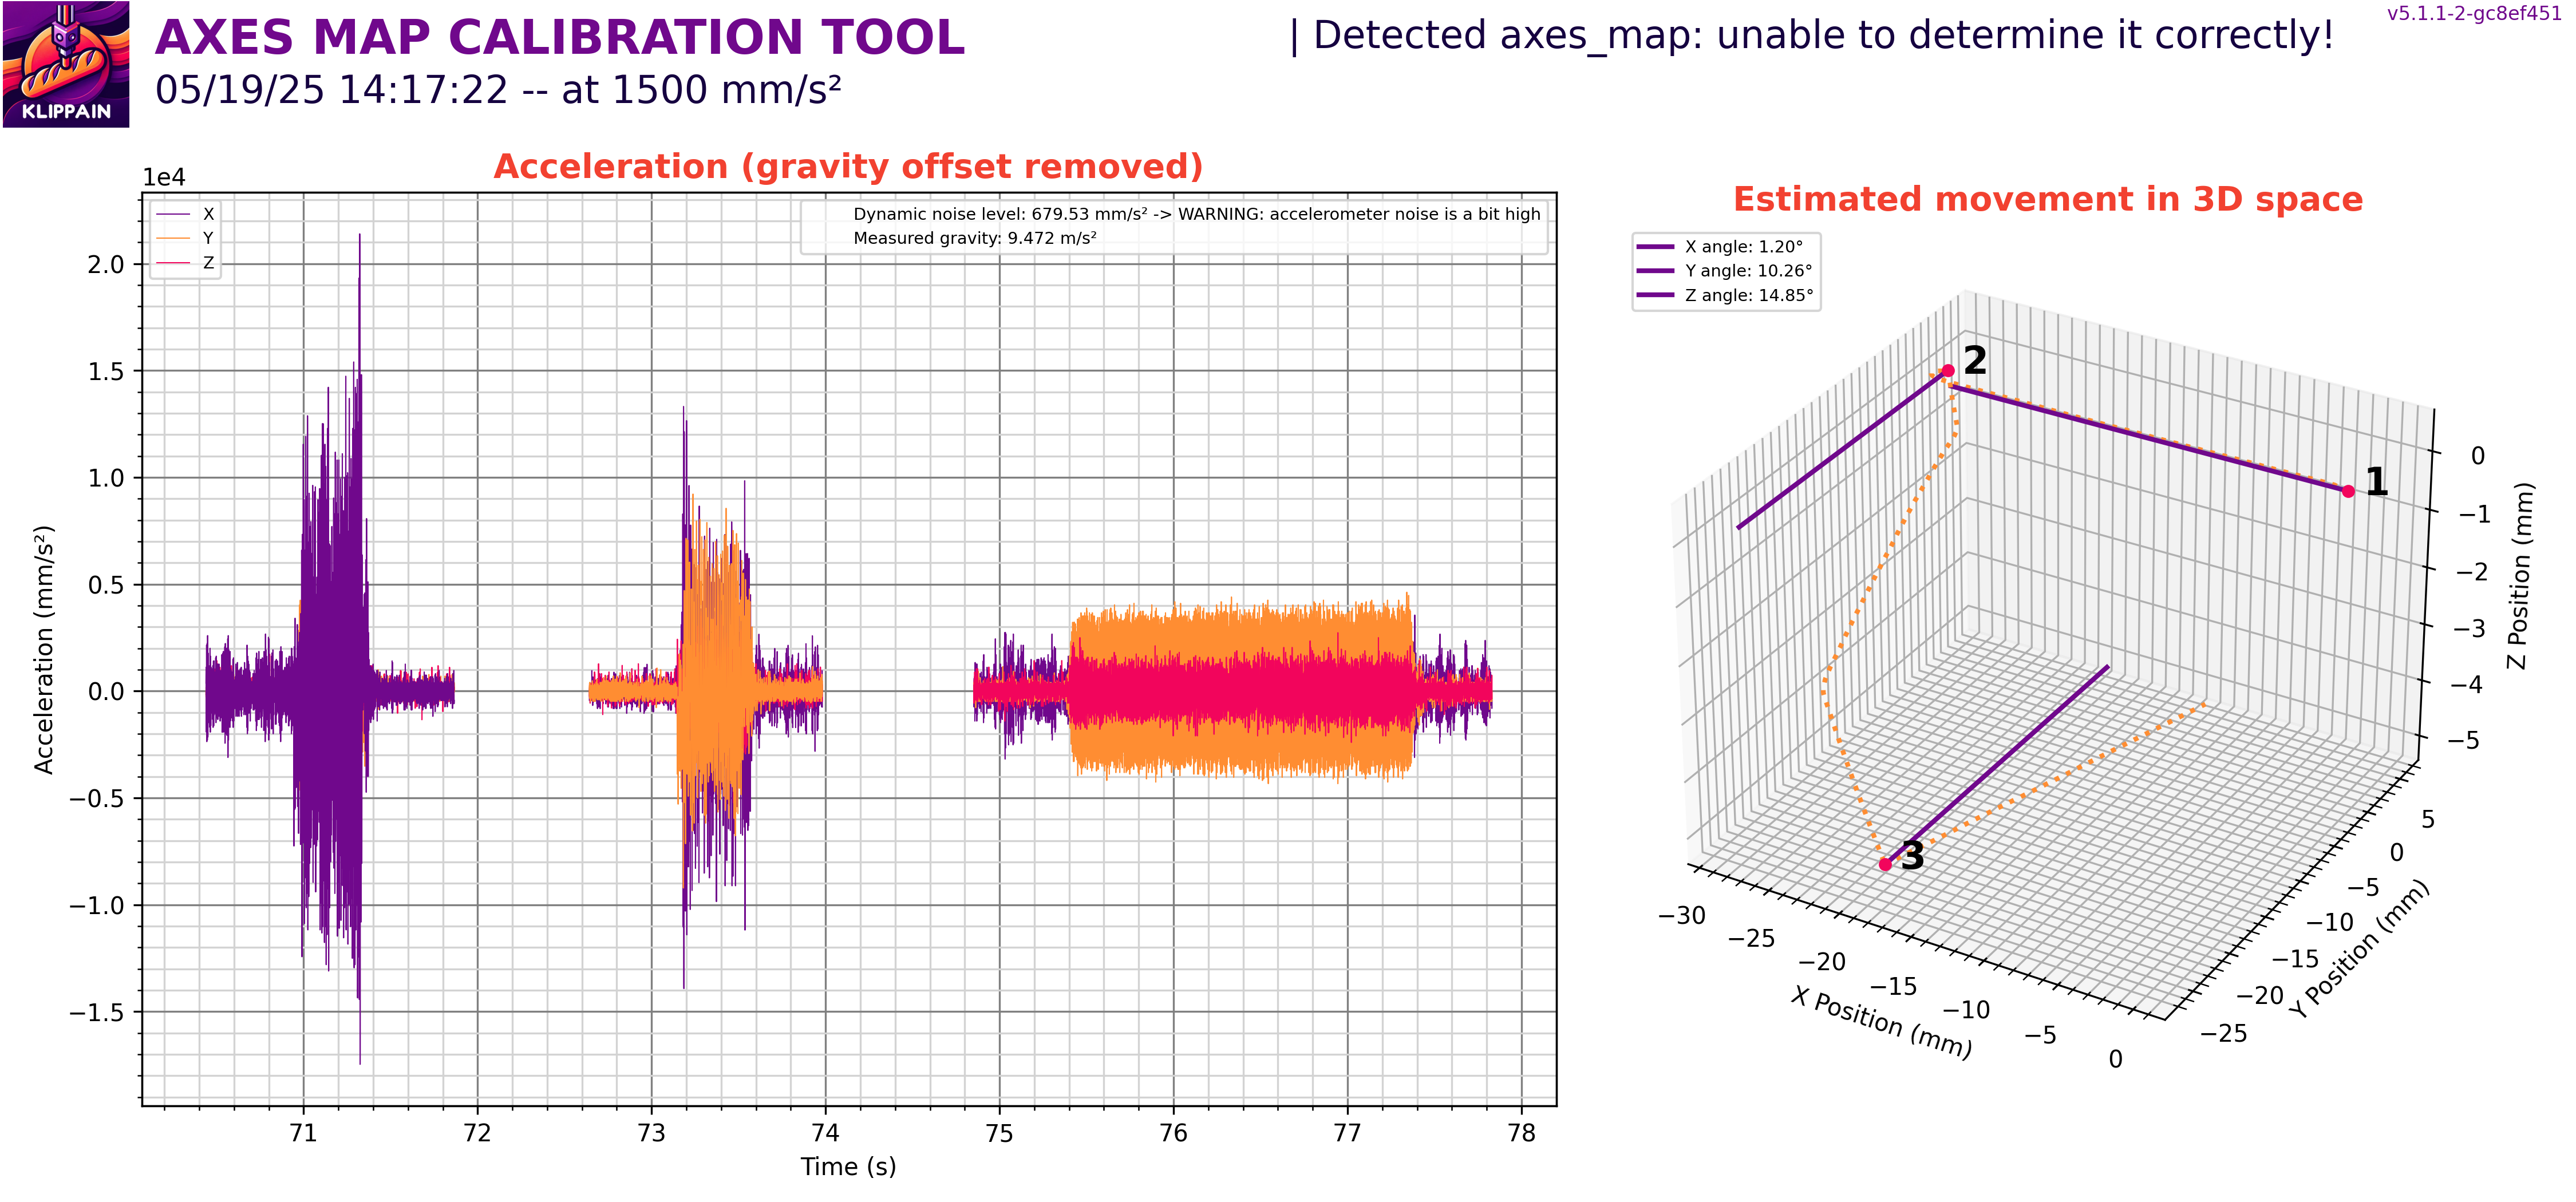 KLIPPAIN
AXES MAP CALIBRATION TOOL
05/19/25 14:17:22 -- at 1500 mm/s²
| Detected axes_map: unable to determine it correctly!
v5.1.1-2-gc8ef451
Acceleration (gravity offset removed)
1e4
X
Y
Z
Dynamic noise level: 679.53 mm/s² -> WARNING: accelerometer noise is a bit high
Measured gravity: 9.472 m/s²
2.0
1.5
1.0
0.5
0.0
−0.5
−1.0
−1.5
Acceleration (mm/s²)
71 72 73 74 75 76 77 78
Time (s)
Estimated movement in 3D space
X angle: 1.20°
Y angle: 10.26°
Z angle: 14.85°
2
1
3
0
−1
−2
−3
−4
−5
Z Position (mm)
5
0
−5
−10
−15
−20
−25
Y Position (mm)
−30
−25
−20
−15
−10
−5
0
X Position (mm)